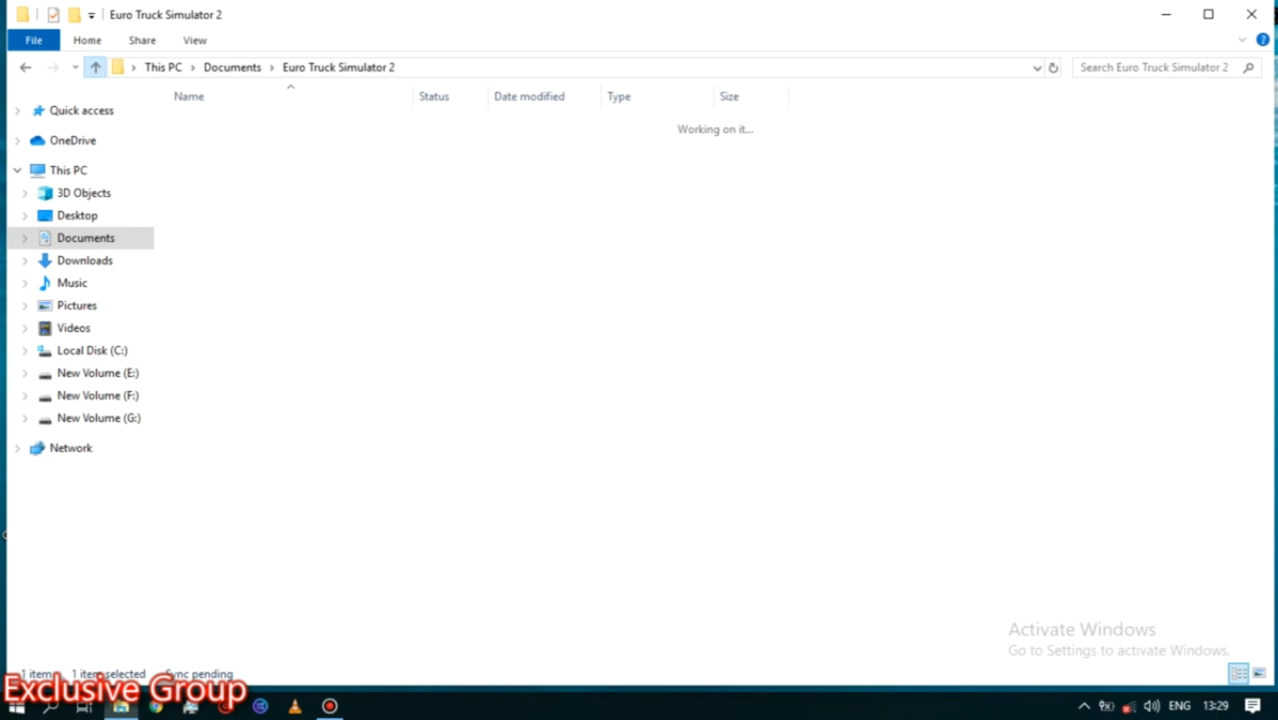 Euro Truck Simulator 2
File Home Share View
This PC Documents Euro Truck Simulator 2 Search Euro Truck Simulator 2
Name Status Date modified Type Size
Working on it...
Quick access
OneDrive
This PC
3D Objects
Desktop
Documents
Downloads
Music
Pictures
Videos
Local Disk (C:)
New Volume (E:)
New Volume (F:)
New Volume (G:)
Network
Activate Windows
Go to Settings to activate Windows.
1 item 1 item selected Sync pending
Exclusive Group
ENG 13:29